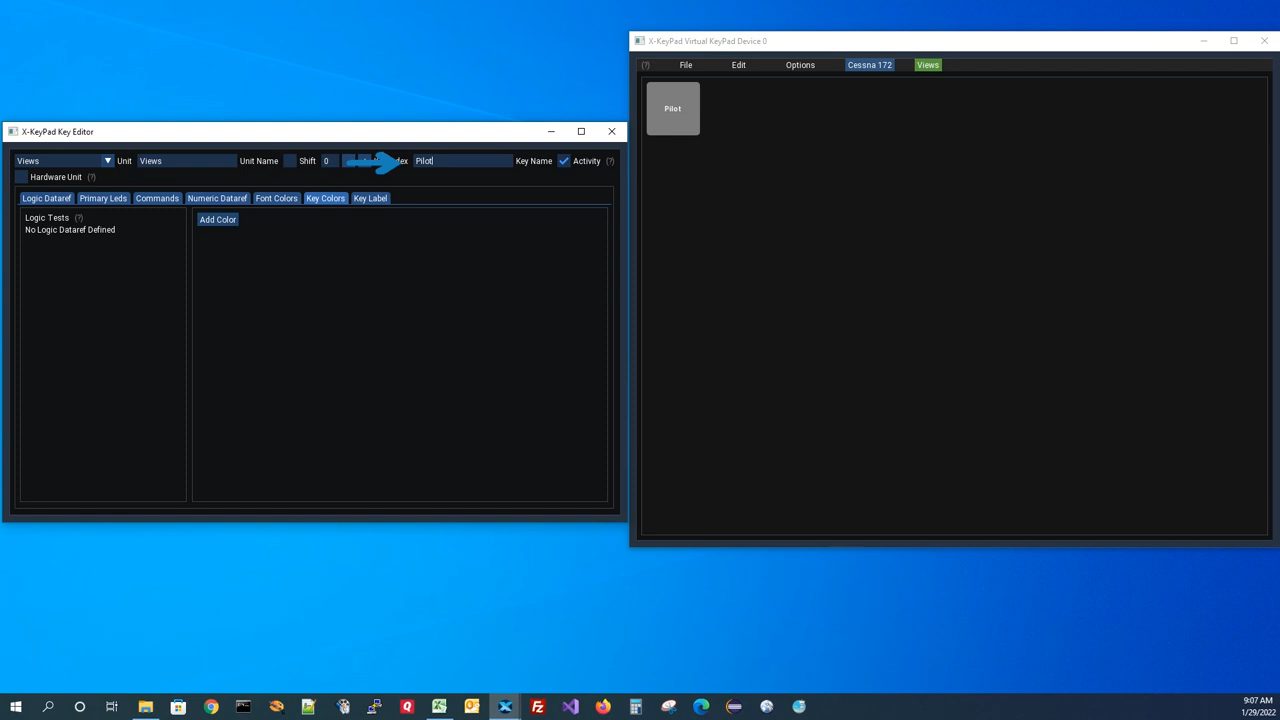 X-KeyPad Virtual KeyPad Device 0
(?) File Edit Options Cessna 172 Views
Pilot
X-KeyPad Key Editor
Views Unit Views Unit Name Shift 0 Pilot Key Name Activity (?)
Hardware Unit (?)
Logic Dataref Primary Leds Commands Numeric Dataref Font Colors Key Colors Key Label
Logic Tests (?)
No Logic Dataref Defined
Add Color
9:07 AM
1/29/2022